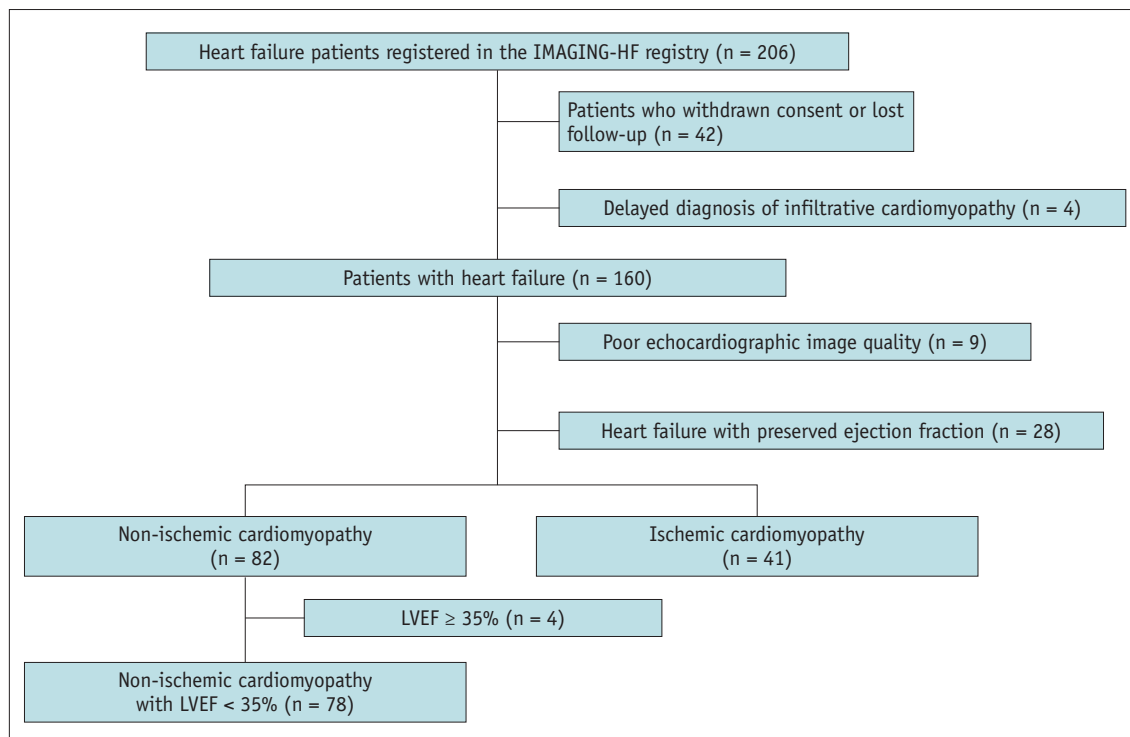 Heart failure patients registered in the IMAGING-HF registry (n = 206)
Patients who withdrawn consent or lost
follow-up (n = 42)
Delayed diagnosis of infiltrative cardiomyopathy (n = 4)
Patients with heart failure (n = 160)
Poor echocardiographic image quality (n = 9)
Heart failure with preserved ejection fraction (n = 28)
Non-ischemic cardiomyopathy
(n = 82)
Ischemic cardiomyopathy
(n = 41)
LVEF ≥ 35% (n = 4)
Non-ischemic cardiomyopathy
with LVEF < 35% (n = 78)